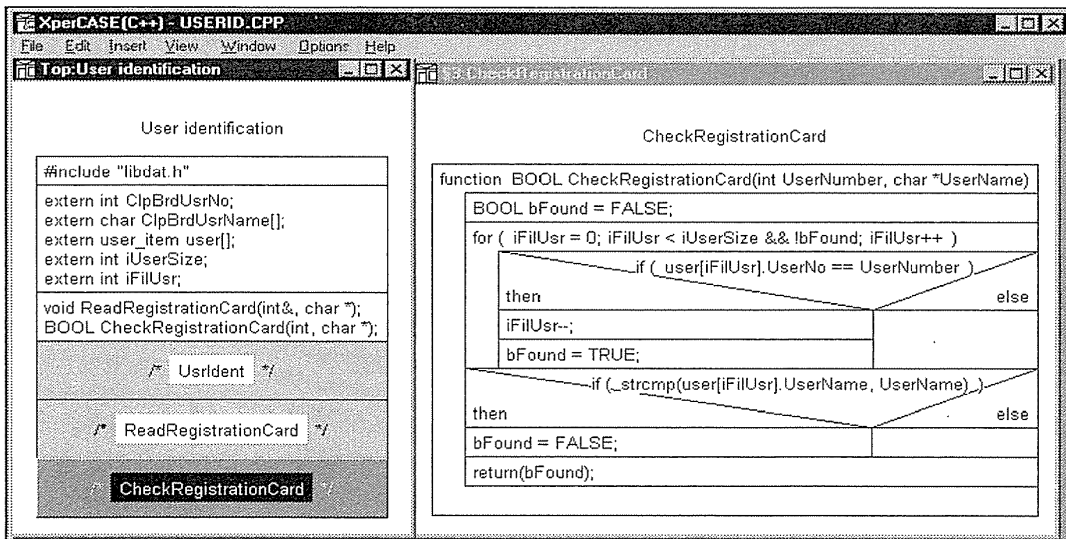 XperCASE(C++) - USERID.CPP
File Edit Insert View Window Options Help
Top:User identification
User identification
#include "libdat.h"
extern int ClpBrdUsrNo;
extern char ClpBrdUsrName[];
extern user_item user[];
extern int iUserSize;
extern int iFilUsr;
void ReadRegistrationCard(int&, char *);
BOOL CheckRegistrationCard(int, char *);
/* UsrIdent */
/* ReadRegistrationCard */
/* CheckRegistrationCard */
§3 CheckRegistrationCard
CheckRegistrationCard
function BOOL CheckRegistrationCard(int UserNumber, char *UserName)
BOOL bFound = FALSE;
for ( iFilUsr = 0; iFilUsr < iUserSize && !bFound; iFilUsr++ )
if (_user[iFilUsr].UserNo == UserNumber_)
then else
iFilUsr--;
bFound = TRUE;
if (_strcmp(user[iFilUsr].UserName, UserName)_)
then else
bFound = FALSE;
return(bFound);